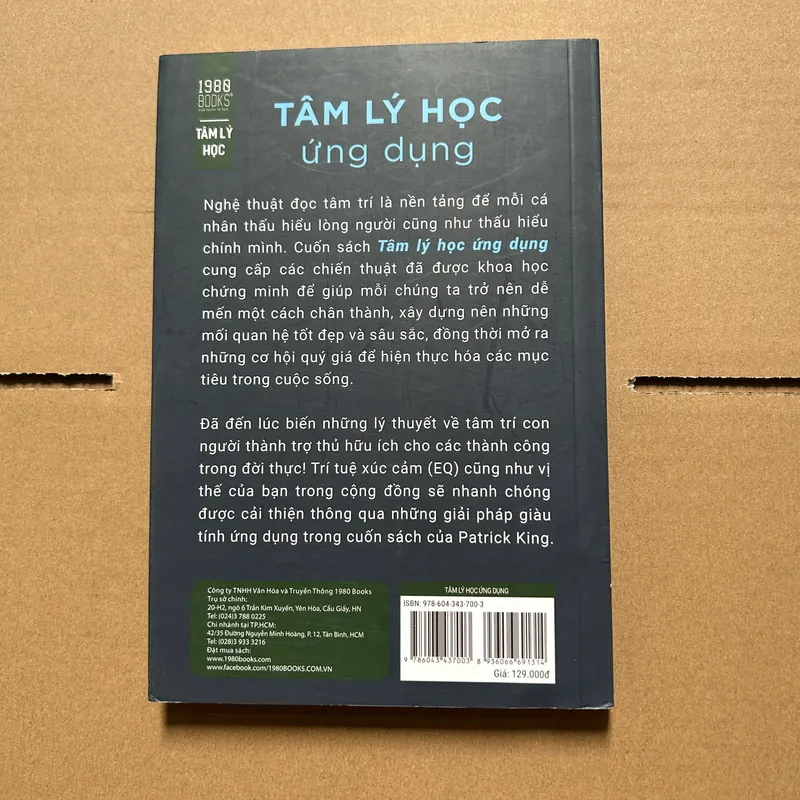 1980
BOOKS
TÂM LÝ
HỌC
TÂM LÝ HỌC
ứng dụng
Nghệ thuật đọc tâm trí là nền tảng để mỗi cá
nhân thấu hiểu lòng người cũng như thấu hiểu
chính mình. Cuốn sách Tâm lý học ứng dụng
cung cấp các chiến thuật đã được khoa học
chứng minh để giúp mỗi chúng ta trở nên dễ
mến một cách chân thành, xây dựng nên những
mối quan hệ tốt đẹp và sâu sắc, đồng thời mở ra
những cơ hội quý giá để hiện thực hóa các mục
tiêu trong cuộc sống.
Đã đến lúc biến những lý thuyết về tâm trí con
người thành trợ thủ hữu ích cho các thành công
trong đời thực! Trí tuệ xúc cảm (EQ) cũng như vị
thế của bạn trong cộng đồng sẽ nhanh chóng
được cải thiện thông qua những giải pháp giàu
tính ứng dụng trong cuốn sách của Patrick King.
Công ty TNHH Văn Hóa và Truyền Thông 1980 Books
Trụ sở chính:
20-H2, ngõ 6 Trần Kim Xuyến, Yên Hòa, Cầu Giấy, HN
Tel: (024)3 788 0225
Chi nhánh tại TP.HCM:
42/35 Đường Nguyễn Minh Hoàng, P. 12, Tân Bình, HCM
Tel: (028)3 933 3216
Đặt mua sách:
www.1980books.com
www.facebook.com/1980BOOKS.COM.VN
TÂM LÝ HỌC ỨNG DỤNG
ISBN: 978-604-343-700-3
9 786043 437003 8 936066 691314
Giá: 129.000đ